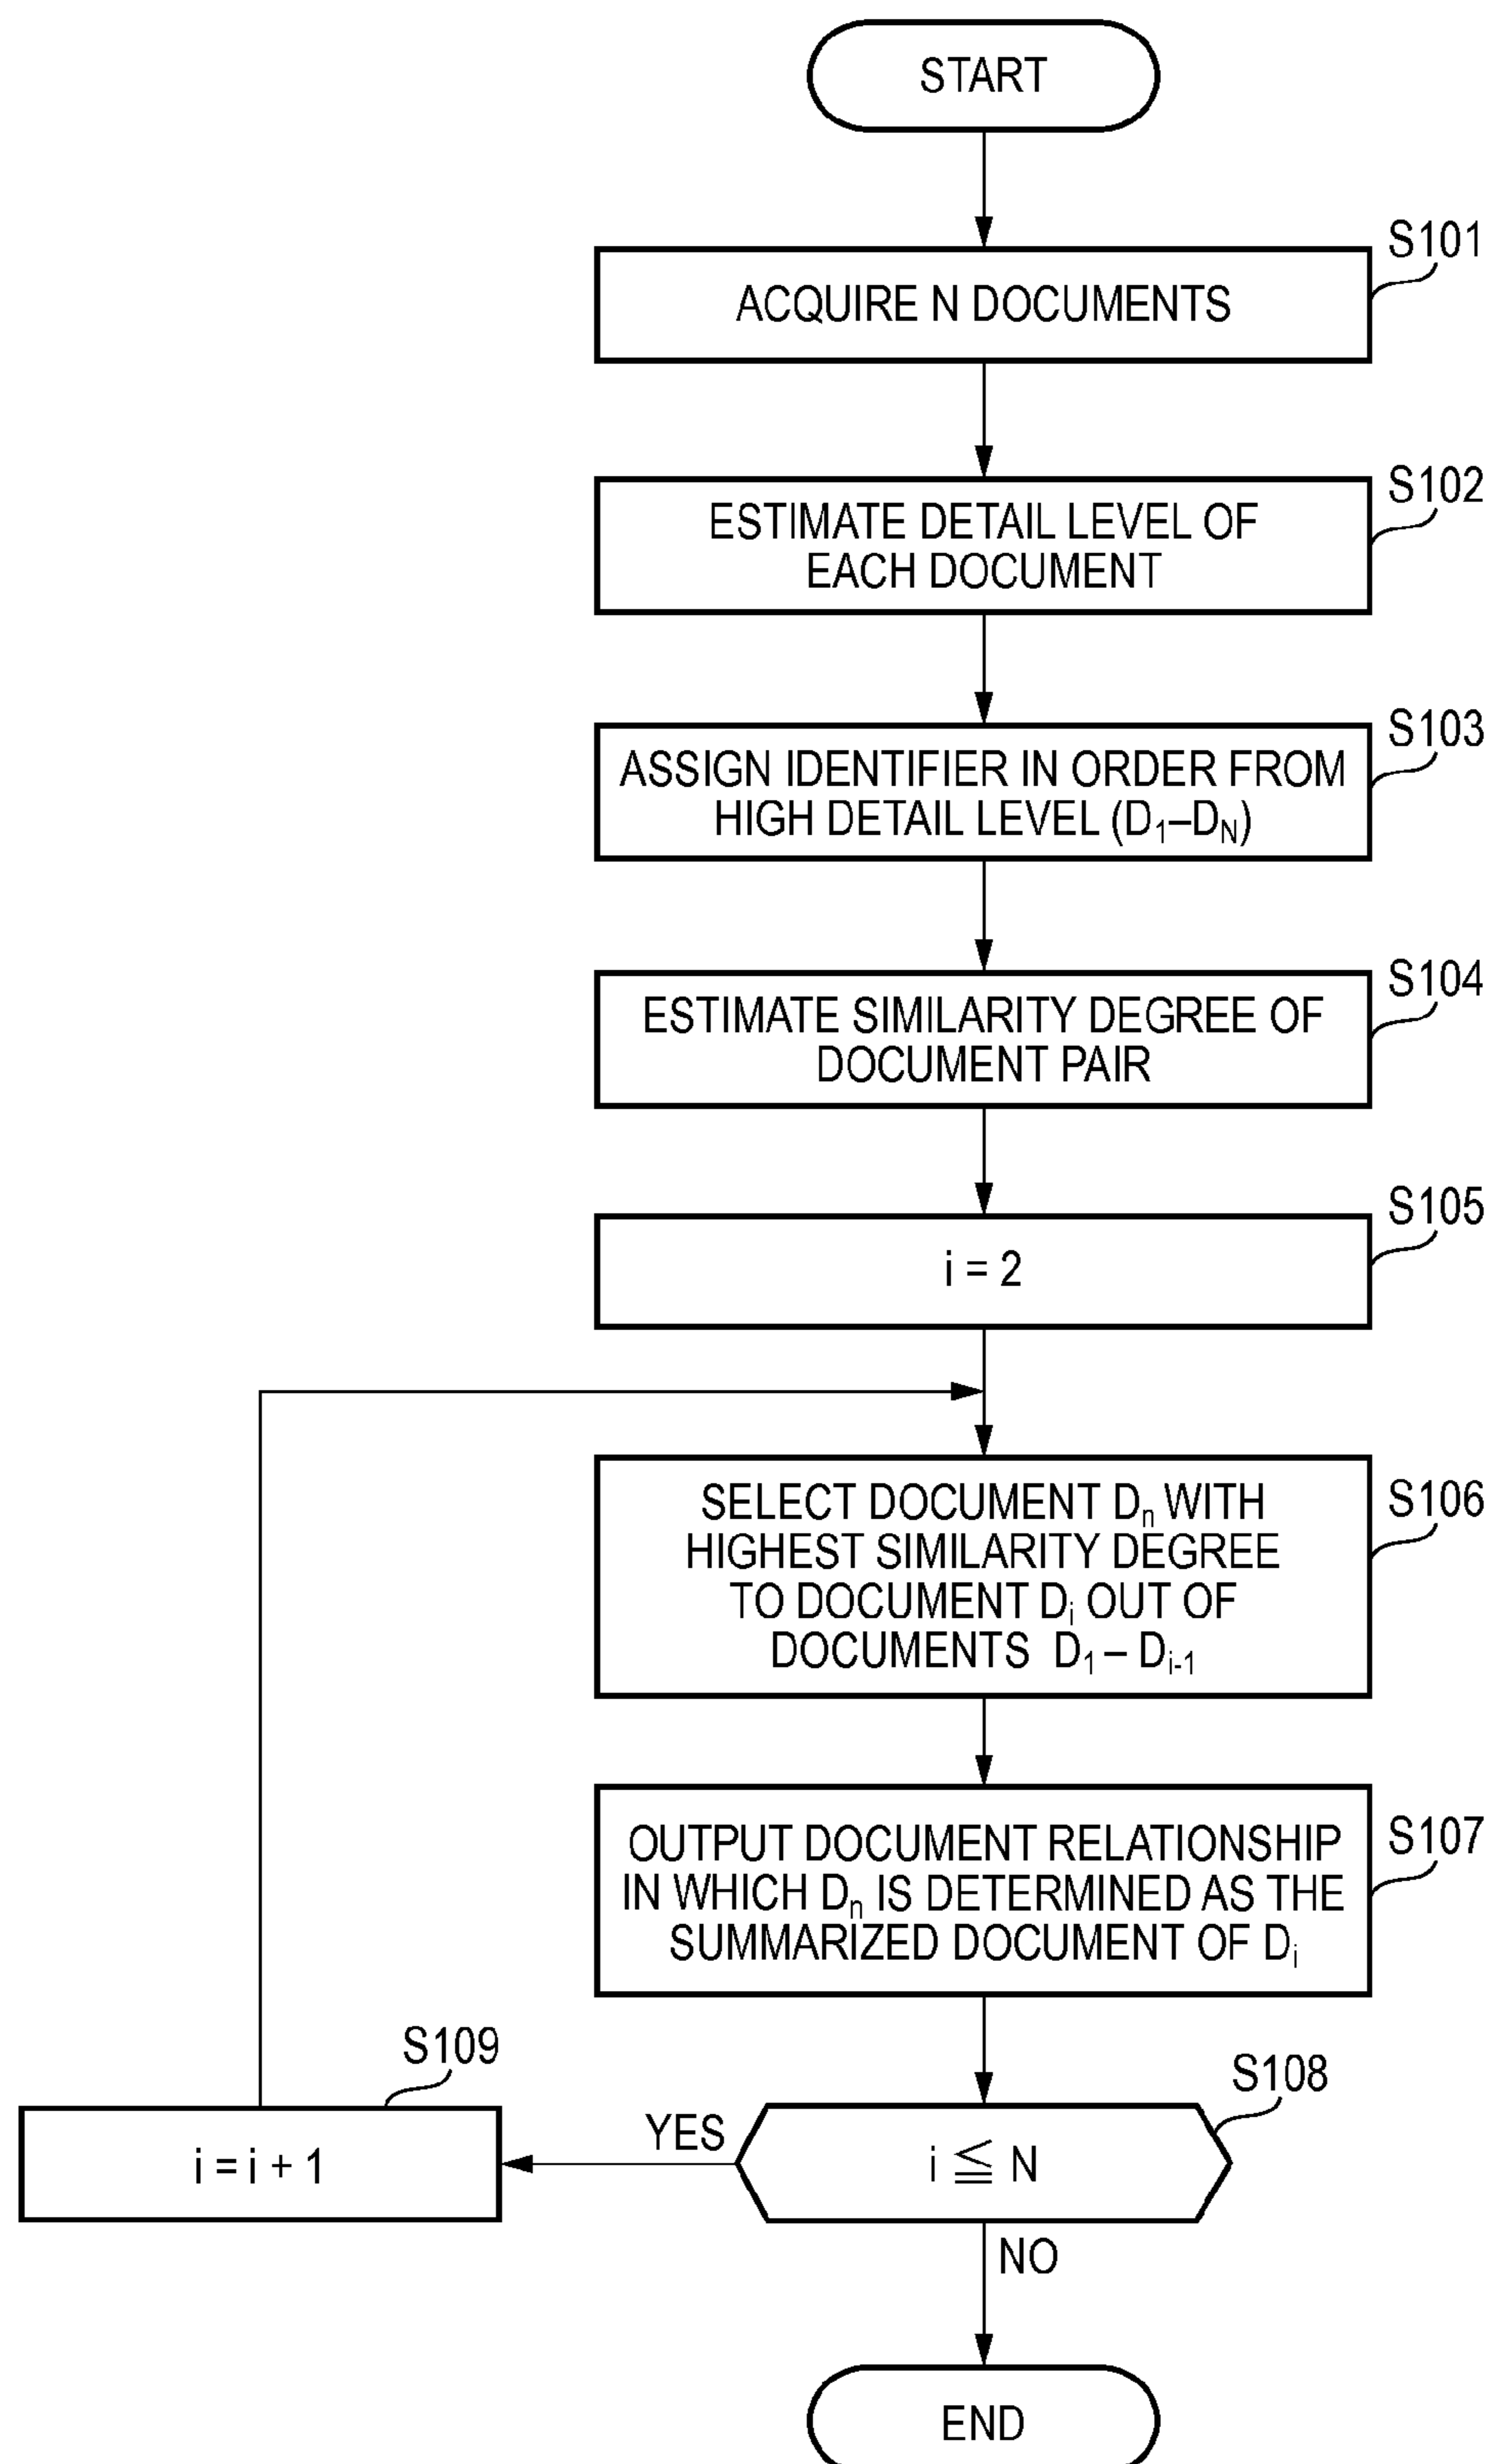 START
S101
ACQUIRE N DOCUMENTS
S102
ESTIMATE DETAIL LEVEL OF
EACH DOCUMENT
S103
ASSIGN IDENTIFIER IN ORDER FROM
HIGH DETAIL LEVEL (D1–DN)
S104
ESTIMATE SIMILARITY DEGREE OF
DOCUMENT PAIR
S105
i = 2
S106
SELECT DOCUMENT Dn WITH
HIGHEST SIMILARITY DEGREE
TO DOCUMENT Di OUT OF
DOCUMENTS D1 – Di-1
S107
OUTPUT DOCUMENT RELATIONSHIP
IN WHICH Dn IS DETERMINED AS THE
SUMMARIZED DOCUMENT OF Di
S109
S108
YES
i = i + 1
i ≦ N
NO
END